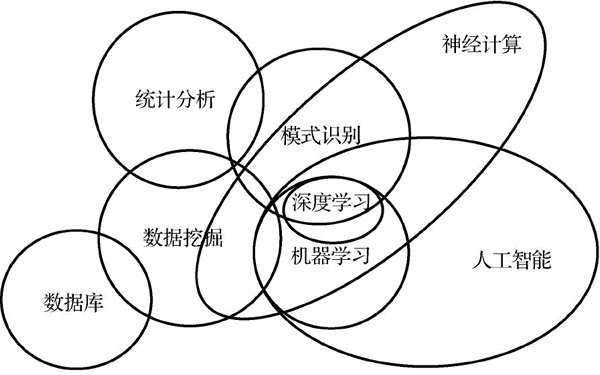 神经计算
统计分析
模式识别
深度学习
数据挖掘
机器学习
人工智能
数据库